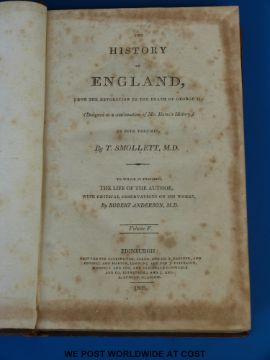 THE
HISTORY
OF
ENGLAND,
FROM THE REVOLUTION TO THE DEATH OF GEORGE II.
(Designed as a continuation of Mr. Hume's History.)
IN FIVE VOLUMES.
By T. SMOLLETT, M.D.
TO WHICH IS PREFIXED,
THE LIFE OF THE AUTHOR,
WITH CRITICAL OBSERVATIONS ON HIS WORKS,
By ROBERT ANDERSON, M.D.
Volume V.
EDINBURGH:
WE POST WORLDWIDE AT COST